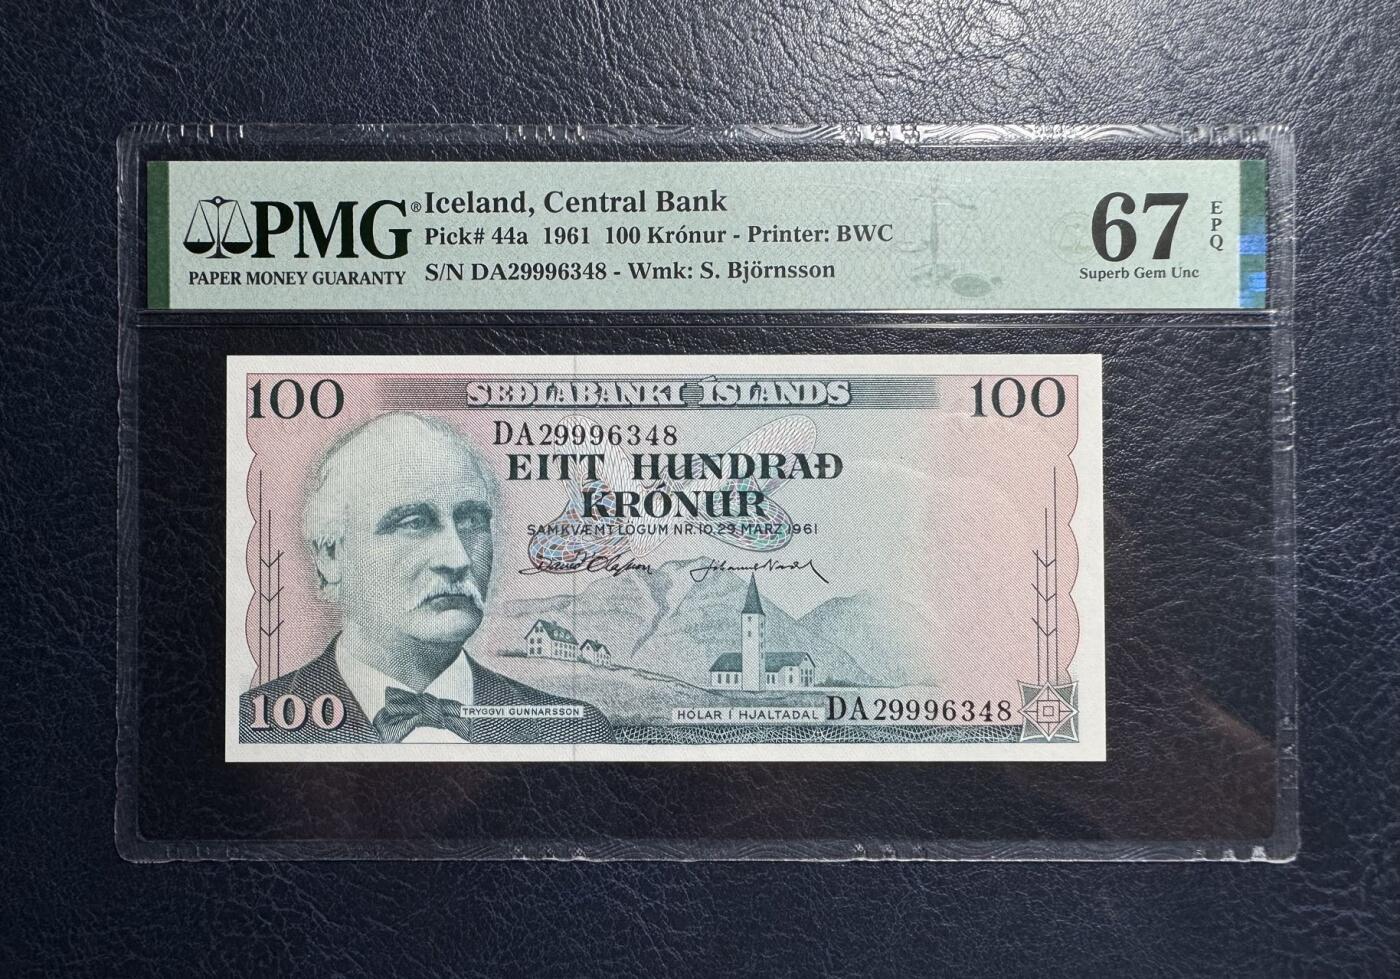 PMG®
PAPER MONEY GUARANTY
Iceland, Central Bank
Pick# 44a 1961 100 Krónur - Printer: BWC
S/N DA29996348 - Wmk: S. Björnsson
67
EPQ
Superb Gem Unc
100
SEÐLABANKI ÍSLANDS
100
DA29996348
EITT HUNDRAÐ
KRÓNUR
SAMKVÆMT LÖGUM NR. 10, 29. MARZ 1961
100
TRYGGVI GUNNARSSON
HÓLAR Í HJALTADAL
DA29996348